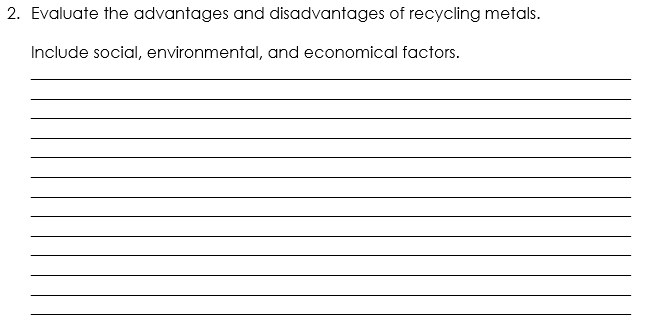 2. Evaluate the advantages and disadvantages of recycling metals.
Include social, environmental, and economical factors.